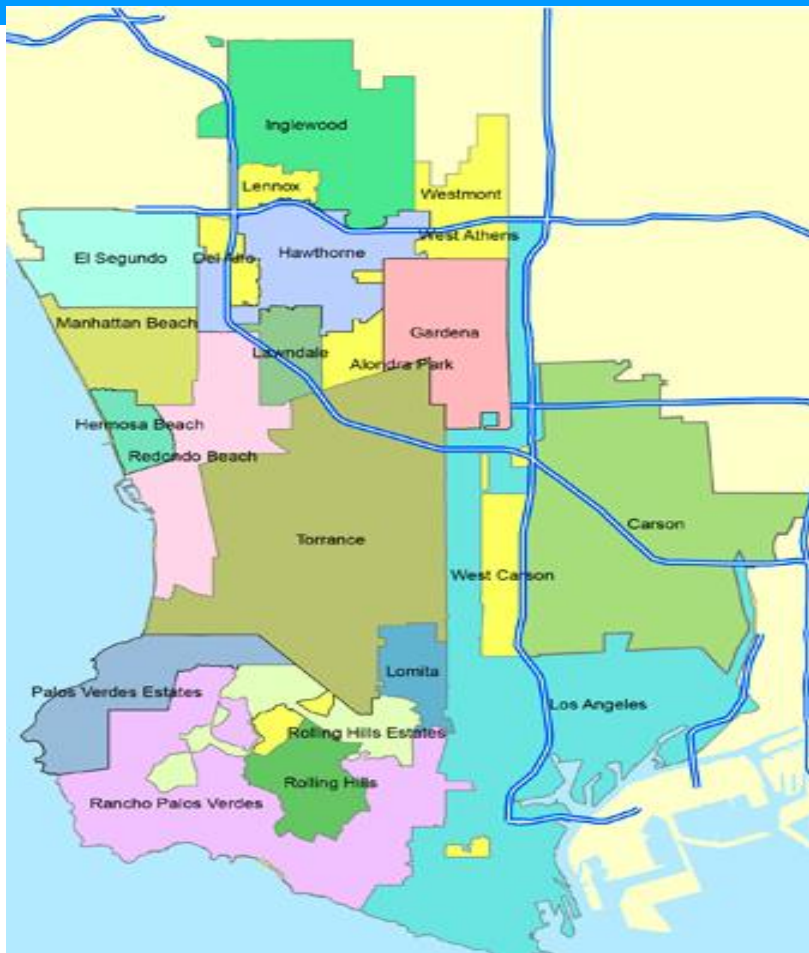 Inglewood
Lennox
Westmont
West Athens
El Segundo
Del Aire
Hawthorne
Manhattan Beach
Lawndale
Gardena
Alondra Park
Hermosa Beach
Redondo Beach
Torrance
Carson
West Carson
Palos Verdes Estates
Lomita
Los Angeles
Rolling Hills Estates
Rolling Hills
Rancho Palos Verdes